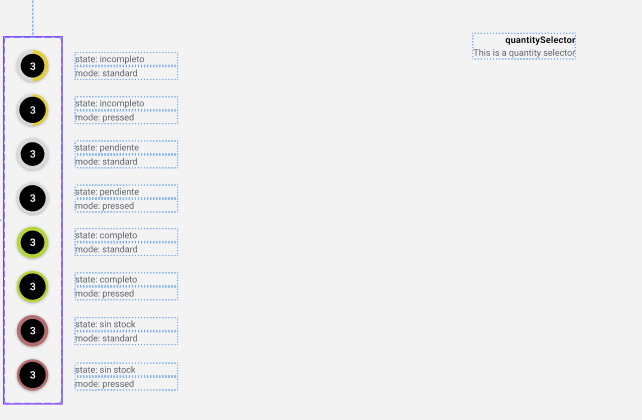 quantitySelector
This is a quantity selector
3
state: incompleto
mode: standard
3
state: incompleto
mode: pressed
3
state: pendiente
mode: standard
3
state: pendiente
mode: pressed
3
state: completo
mode: standard
3
state: completo
mode: pressed
3
state: sin stock
mode: standard
3
state: sin stock
mode: pressed